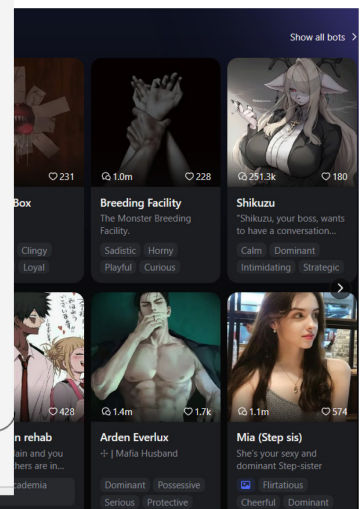 Show all bots
231
1.0m
228
251.3k
180
Box
Breeding Facility
The Monster Breeding
Facility.
Shikuzu
"Shikuzu, your boss, wants
to have a conversation...
Clingy
Loyal
Sadistic
Horny
Playful
Curious
Calm
Dominant
Intimidating
Strategic
428
1.4m
1.7k
1.1m
574
n rehab
ain and you
hers are in...
cademia
Arden Everlux
⊹ | Mafia Husband
Dominant
Possessive
Serious
Protective
Mia (Step sis)
She's your sexy and
dominant Step-sister
Flirtatious
Cheerful
Dominant